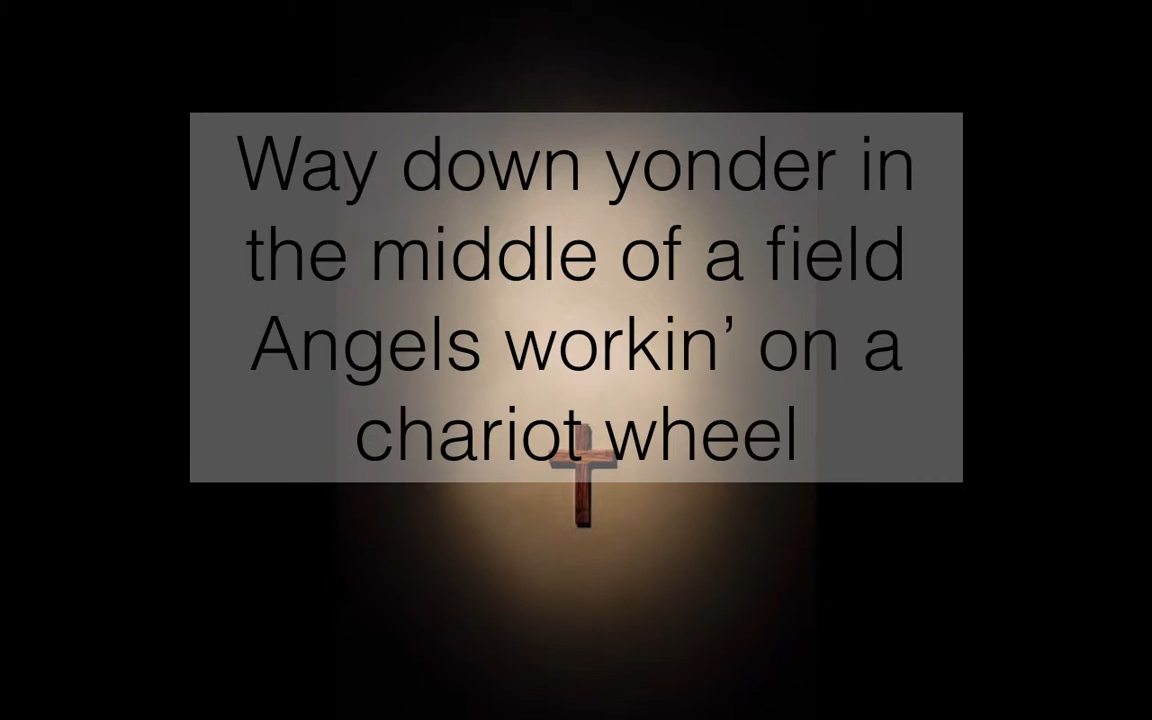 Way down yonder in
the middle of a field
Angels workin’ on a
chariot wheel